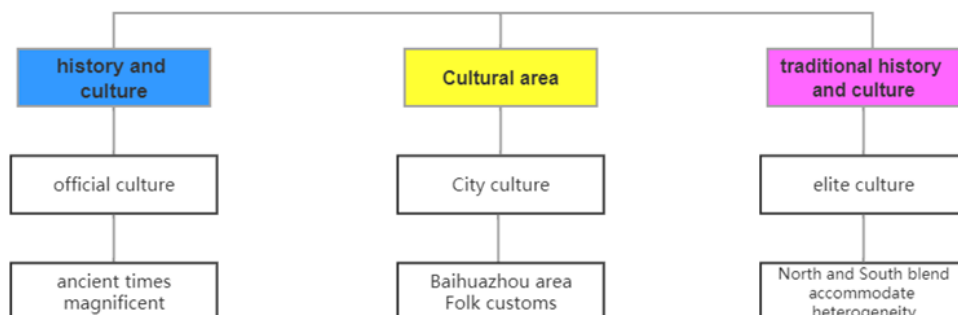 history and
culture
Cultural area
traditional history
and culture
official culture
City culture
elite culture
ancient times
magnificent
Baihuazhou area
Folk customs
North and South blend
accommodate
heterogeneity